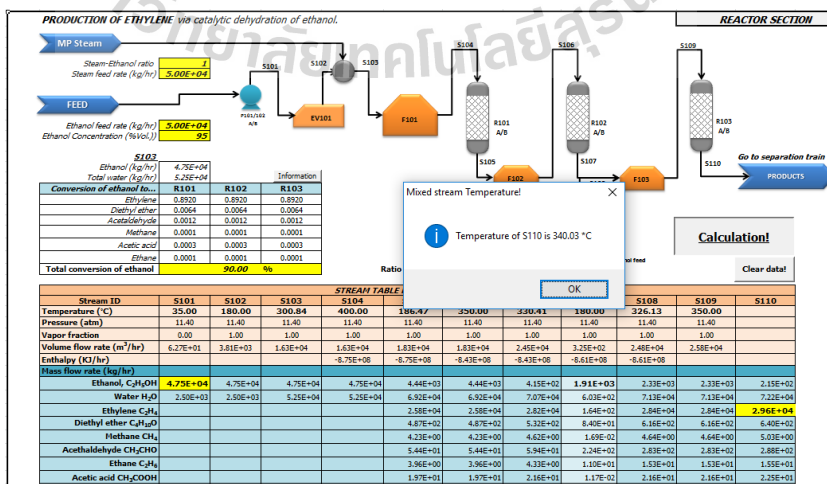 วิทยาลัยเทคโนโลยีสุร
PRODUCTION OF ETHYLENE via catalytic dehydration of ethanol.
REACTOR SECTION
MP Steam
Steam-Ethanol ratio 1
Steam feed rate (kg/hr) 5.00E+04
FEED
Ethanol feed rate (kg/hr) 5.00E+04
Ethanol Concentration (%Vol.)) 95
S101
S102
S103
S104
S106
S109
P101/102
A/B
EV101
F101
R101
A/B
R102
A/B
R103
A/B
S105
S107
S110
F102
F103
Go to separation train
PRODUCTS
S103
Ethanol (kg/hr) 4.75E+04
Total water (kg/hr) 5.25E+04
Information
Conversion of ethanol to... R101 R102 R103
Ethylene 0.8920 0.8920 0.8920
Diethyl ether 0.0064 0.0064 0.0064
Acetaldehyde 0.0012 0.0012 0.0012
Methane 0.0001 0.0001 0.0001
Acetic acid 0.0003 0.0003 0.0003
Ethane 0.0001 0.0001 0.0001
Total conversion of ethanol 90.00 %
Mixed stream Temperature!
Temperature of S110 is 340.03 °C
OK
Ratio
nol feed
Calculation!
Clear data!
STREAM TABLE
Stream ID S101 S102 S103 S104 S108 S109 S110
Temperature (°C) 35.00 180.00 300.84 400.00 186.47 350.00 330.41 180.00 326.13 350.00
Pressure (atm) 11.40 11.40 11.40 11.40 11.40 11.40 11.40 11.40 11.40 11.40
Vapor fraction 1.00 1.00 1.00 1.00 1.00 1.00 1.00 1.00 1.00
Volume flow rate (m³/hr) 6.27E+01 3.81E+03 1.63E+04 1.63E+04 1.83E+04 1.83E+04 2.45E+04 3.25E+02 2.48E+04 2.58E+04
Enthalpy (KJ/hr) -8.75E+08 -8.75E+08 -8.43E+08 -8.43E+08 -8.61E+08 -8.61E+08
Mass flow rate (kg/hr)
Ethanol, C₂H₅OH 4.75E+04 4.75E+04 4.75E+04 4.75E+04 4.44E+03 4.44E+03 4.15E+02 1.91E+03 2.33E+03 2.33E+03 2.15E+02
Water H₂O 2.50E+03 2.50E+03 5.25E+04 5.25E+04 6.92E+04 6.92E+04 7.07E+04 6.03E+02 7.13E+04 7.13E+04 7.22E+04
Ethylene C₂H₄ 2.58E+04 2.58E+04 2.82E+04 1.64E+02 2.84E+04 2.84E+04 2.96E+04
Diethyl ether C₄H₁₀O 4.87E+02 4.87E+02 5.32E+02 8.40E+01 6.16E+02 6.16E+02 6.40E+02
Methane CH₄ 4.23E+00 4.23E+00 4.62E+00 1.69E-02 4.64E+00 4.64E+00 5.03E+00
Acethaldehyde CH₃CHO 5.44E+01 5.44E+01 5.94E+01 2.24E+02 2.83E+02 2.83E+02 2.88E+02
Ethane C₂H₆ 3.96E+00 3.96E+00 4.33E+00 1.10E+01 1.53E+01 1.53E+01 1.55E+01
Acetic acid CH₃COOH 1.97E+01 1.97E+01 2.16E+01 1.17E-02 2.16E+01 2.16E+01 2.25E+01